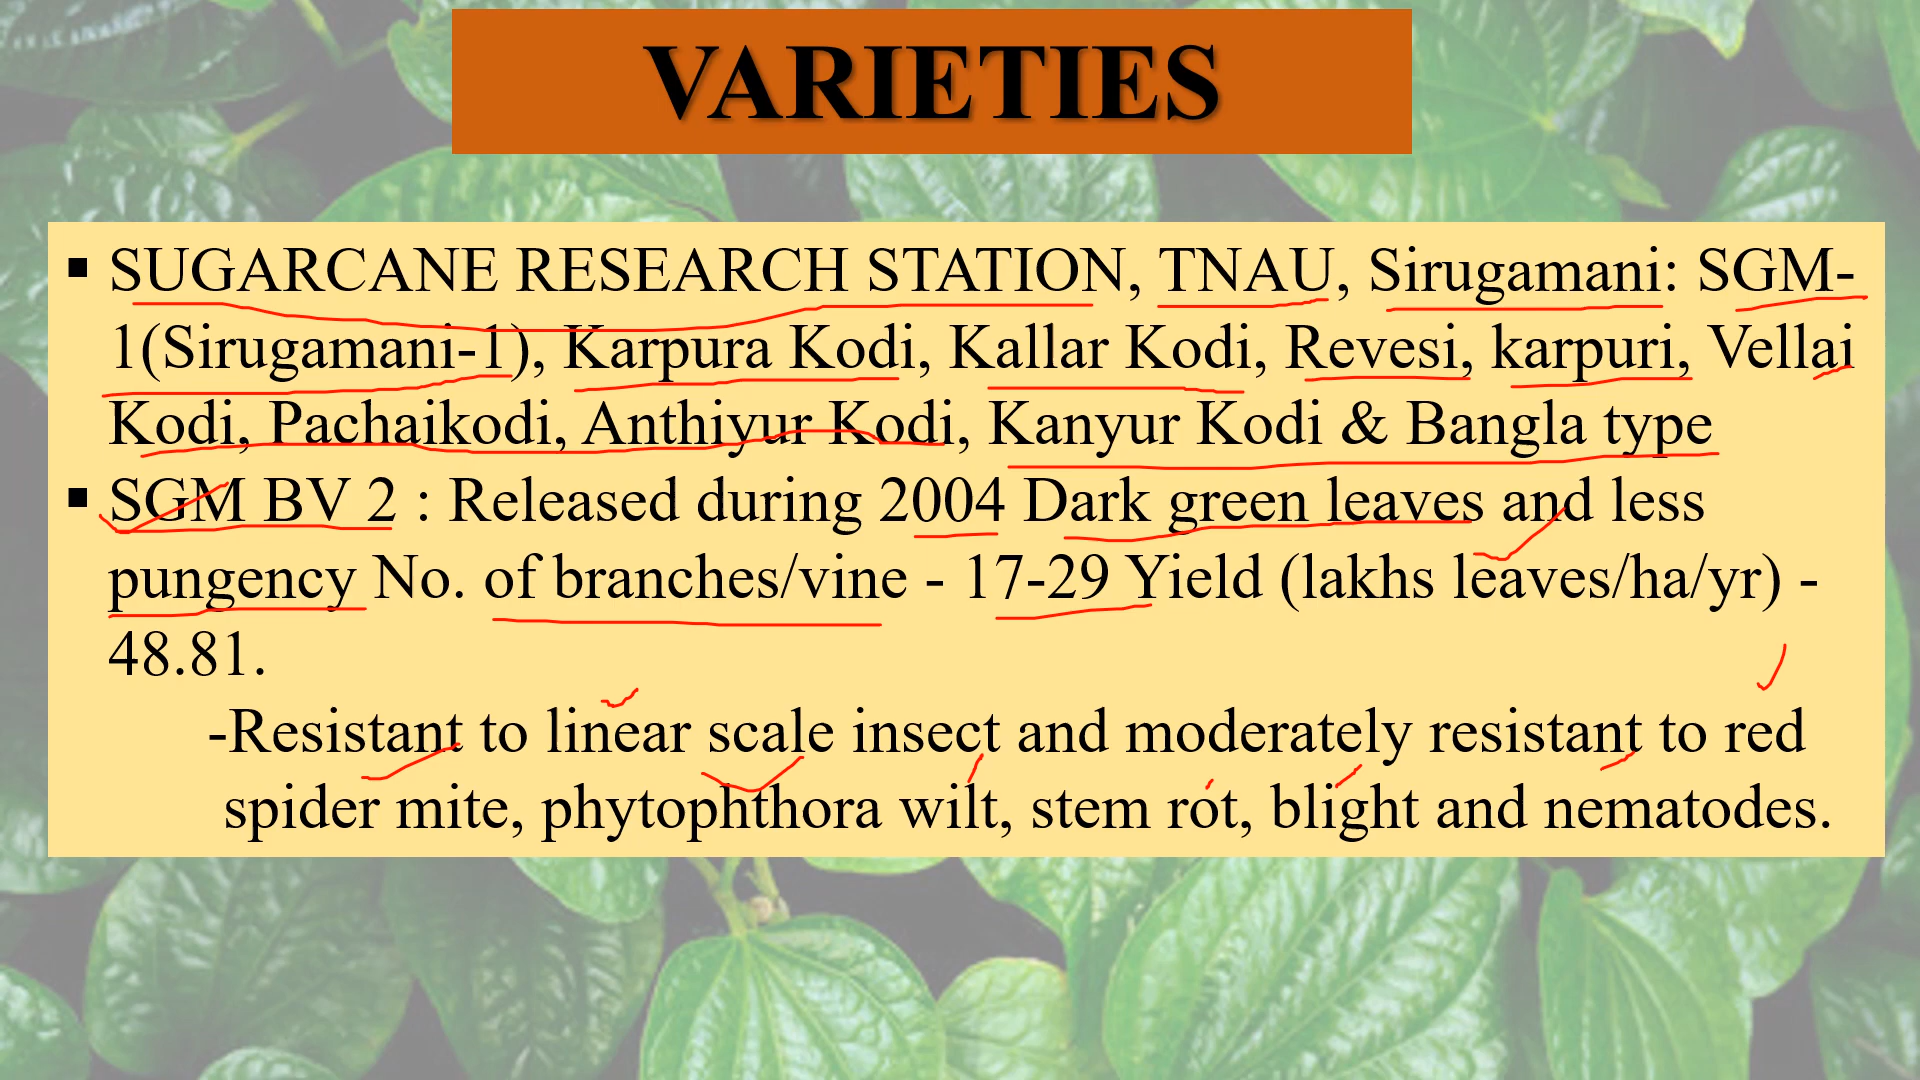 VARIETIES
▪ SUGARCANE RESEARCH STATION, TNAU, Sirugamani: SGM-
1(Sirugamani-1), Karpura Kodi, Kallar Kodi, Revesi, karpuri, Vellai
Kodi, Pachaikodi, Anthiyur Kodi, Kanyur Kodi & Bangla type
▪ SGM BV 2 : Released during 2004 Dark green leaves and less
pungency No. of branches/vine - 17-29 Yield (lakhs leaves/ha/yr) -
48.81.
-Resistant to linear scale insect and moderately resistant to red
spider mite, phytophthora wilt, stem rot, blight and nematodes.